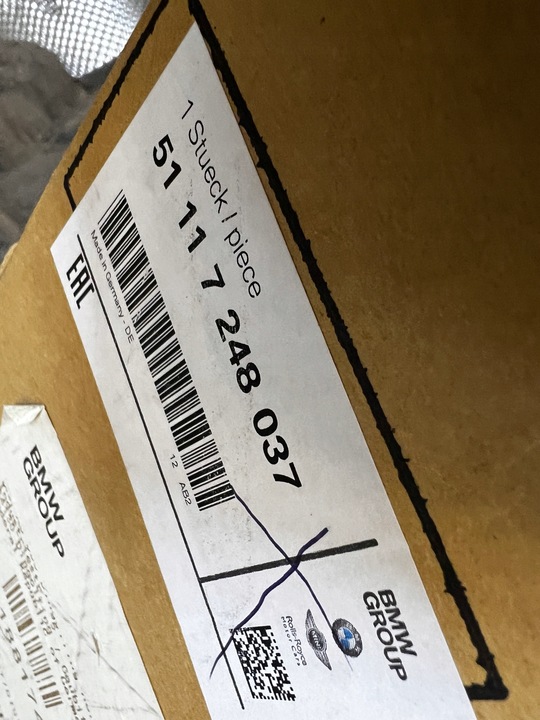 1 Stueck / piece
51 11 7 248 037
12 AB2
Made in Germany - DE
EAC
BMW
GROUP
MINI
Rolls-Royce
Motor Cars
BMW
GROUP